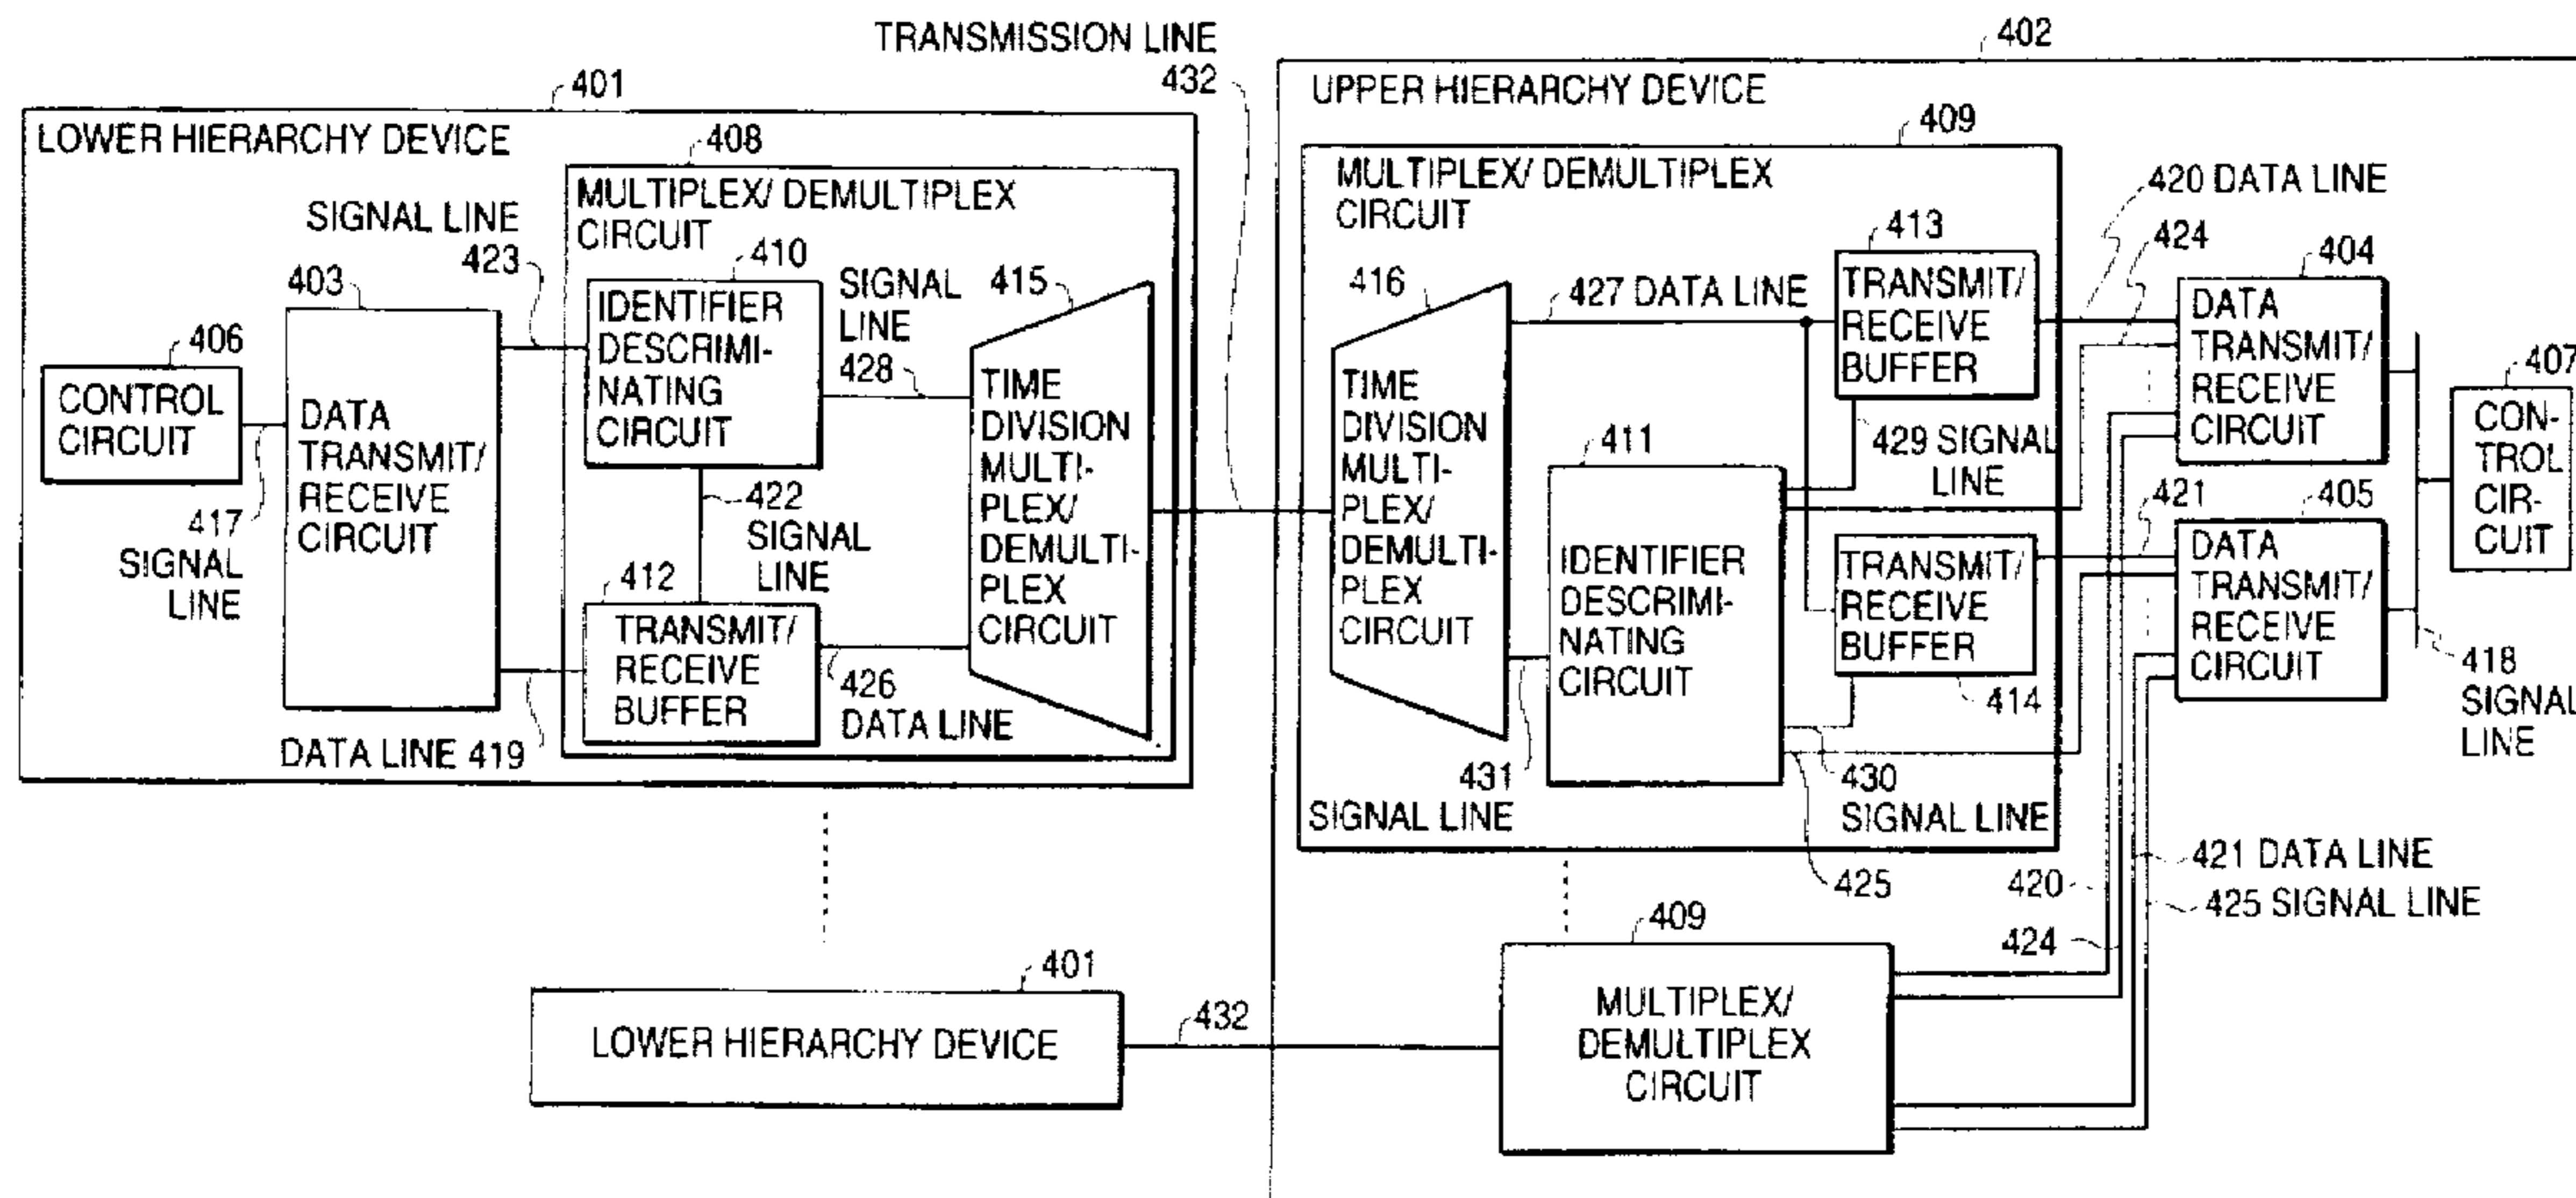 TRANSMISSION LINE
432
402
401
LOWER HIERARCHY DEVICE
408
MULTIPLEX/ DEMULTIPLEX
CIRCUIT
SIGNAL LINE
423
403
410
SIGNAL
LINE
428
415
406
CONTROL
CIRCUIT
417
SIGNAL
LINE
DATA
TRANSMIT/
RECEIVE
CIRCUIT
IDENTIFIER
DESCRIMI-
NATING
CIRCUIT
422
SIGNAL
LINE
412
TRANSMIT/
RECEIVE
BUFFER
426
DATA LINE
DATA LINE 419
TIME
DIVISION
MULTI-
PLEX/
DEMULTI-
PLEX
CIRCUIT
UPPER HIERARCHY DEVICE
409
MULTIPLEX/ DEMULTIPLEX
CIRCUIT
416
427 DATA LINE
413
TRANSMIT/
RECEIVE
BUFFER
420 DATA LINE
424
404
DATA
TRANSMIT/
RECEIVE
CIRCUIT
407
CON-
TROL
CIR-
CUIT
TIME
DIVISION
MULTI-
PLEX/
DEMULTI-
PLEX
CIRCUIT
411
IDENTIFIER
DESCRIMI-
NATING
CIRCUIT
429 SIGNAL
LINE
TRANSMIT/
RECEIVE
BUFFER
414
421
405
DATA
TRANSMIT/
RECEIVE
CIRCUIT
418
SIGNAL
LINE
431
SIGNAL LINE
430
SIGNAL LINE
425
421 DATA LINE
420
425 SIGNAL LINE
424
401
LOWER HIERARCHY DEVICE
432
409
MULTIPLEX/
DEMULTIPLEX
CIRCUIT